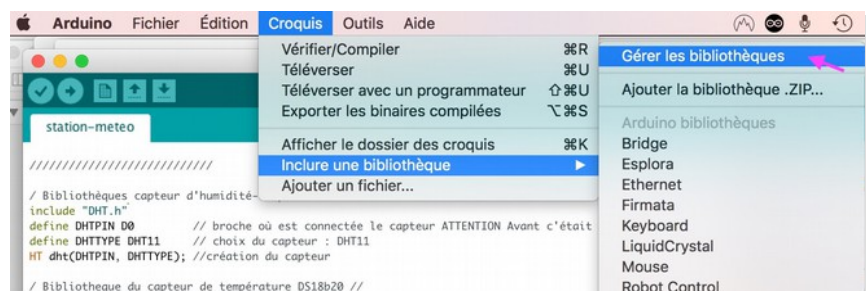 Arduino Fichier Édition Croquis Outils Aide
Vérifier/Compiler ⌘R
Téléverser ⌘U
Téléverser avec un programmateur ⇧⌘U
Exporter les binaires compilées ⌥⌘S
Afficher le dossier des croquis ⌘K
Inclure une bibliothèque
Ajouter un fichier...
Gérer les bibliothèques
Ajouter la bibliothèque .ZIP...
Arduino bibliothèques
Bridge
Esplora
Ethernet
Firmata
Keyboard
LiquidCrystal
Mouse
Robot Control
station-meteo
////////////////////////////
/ Bibliothèques capteur d'humidité-
include "DHT.h"
define DHTPIN D0 // broche où est connectée le capteur ATTENTION Avant c'était
define DHTTYPE DHT11 // choix du capteur : DHT11
HT dht(DHTPIN, DHTTYPE); //création du capteur
/ Bibliotheque du capteur de température DS18b20 //